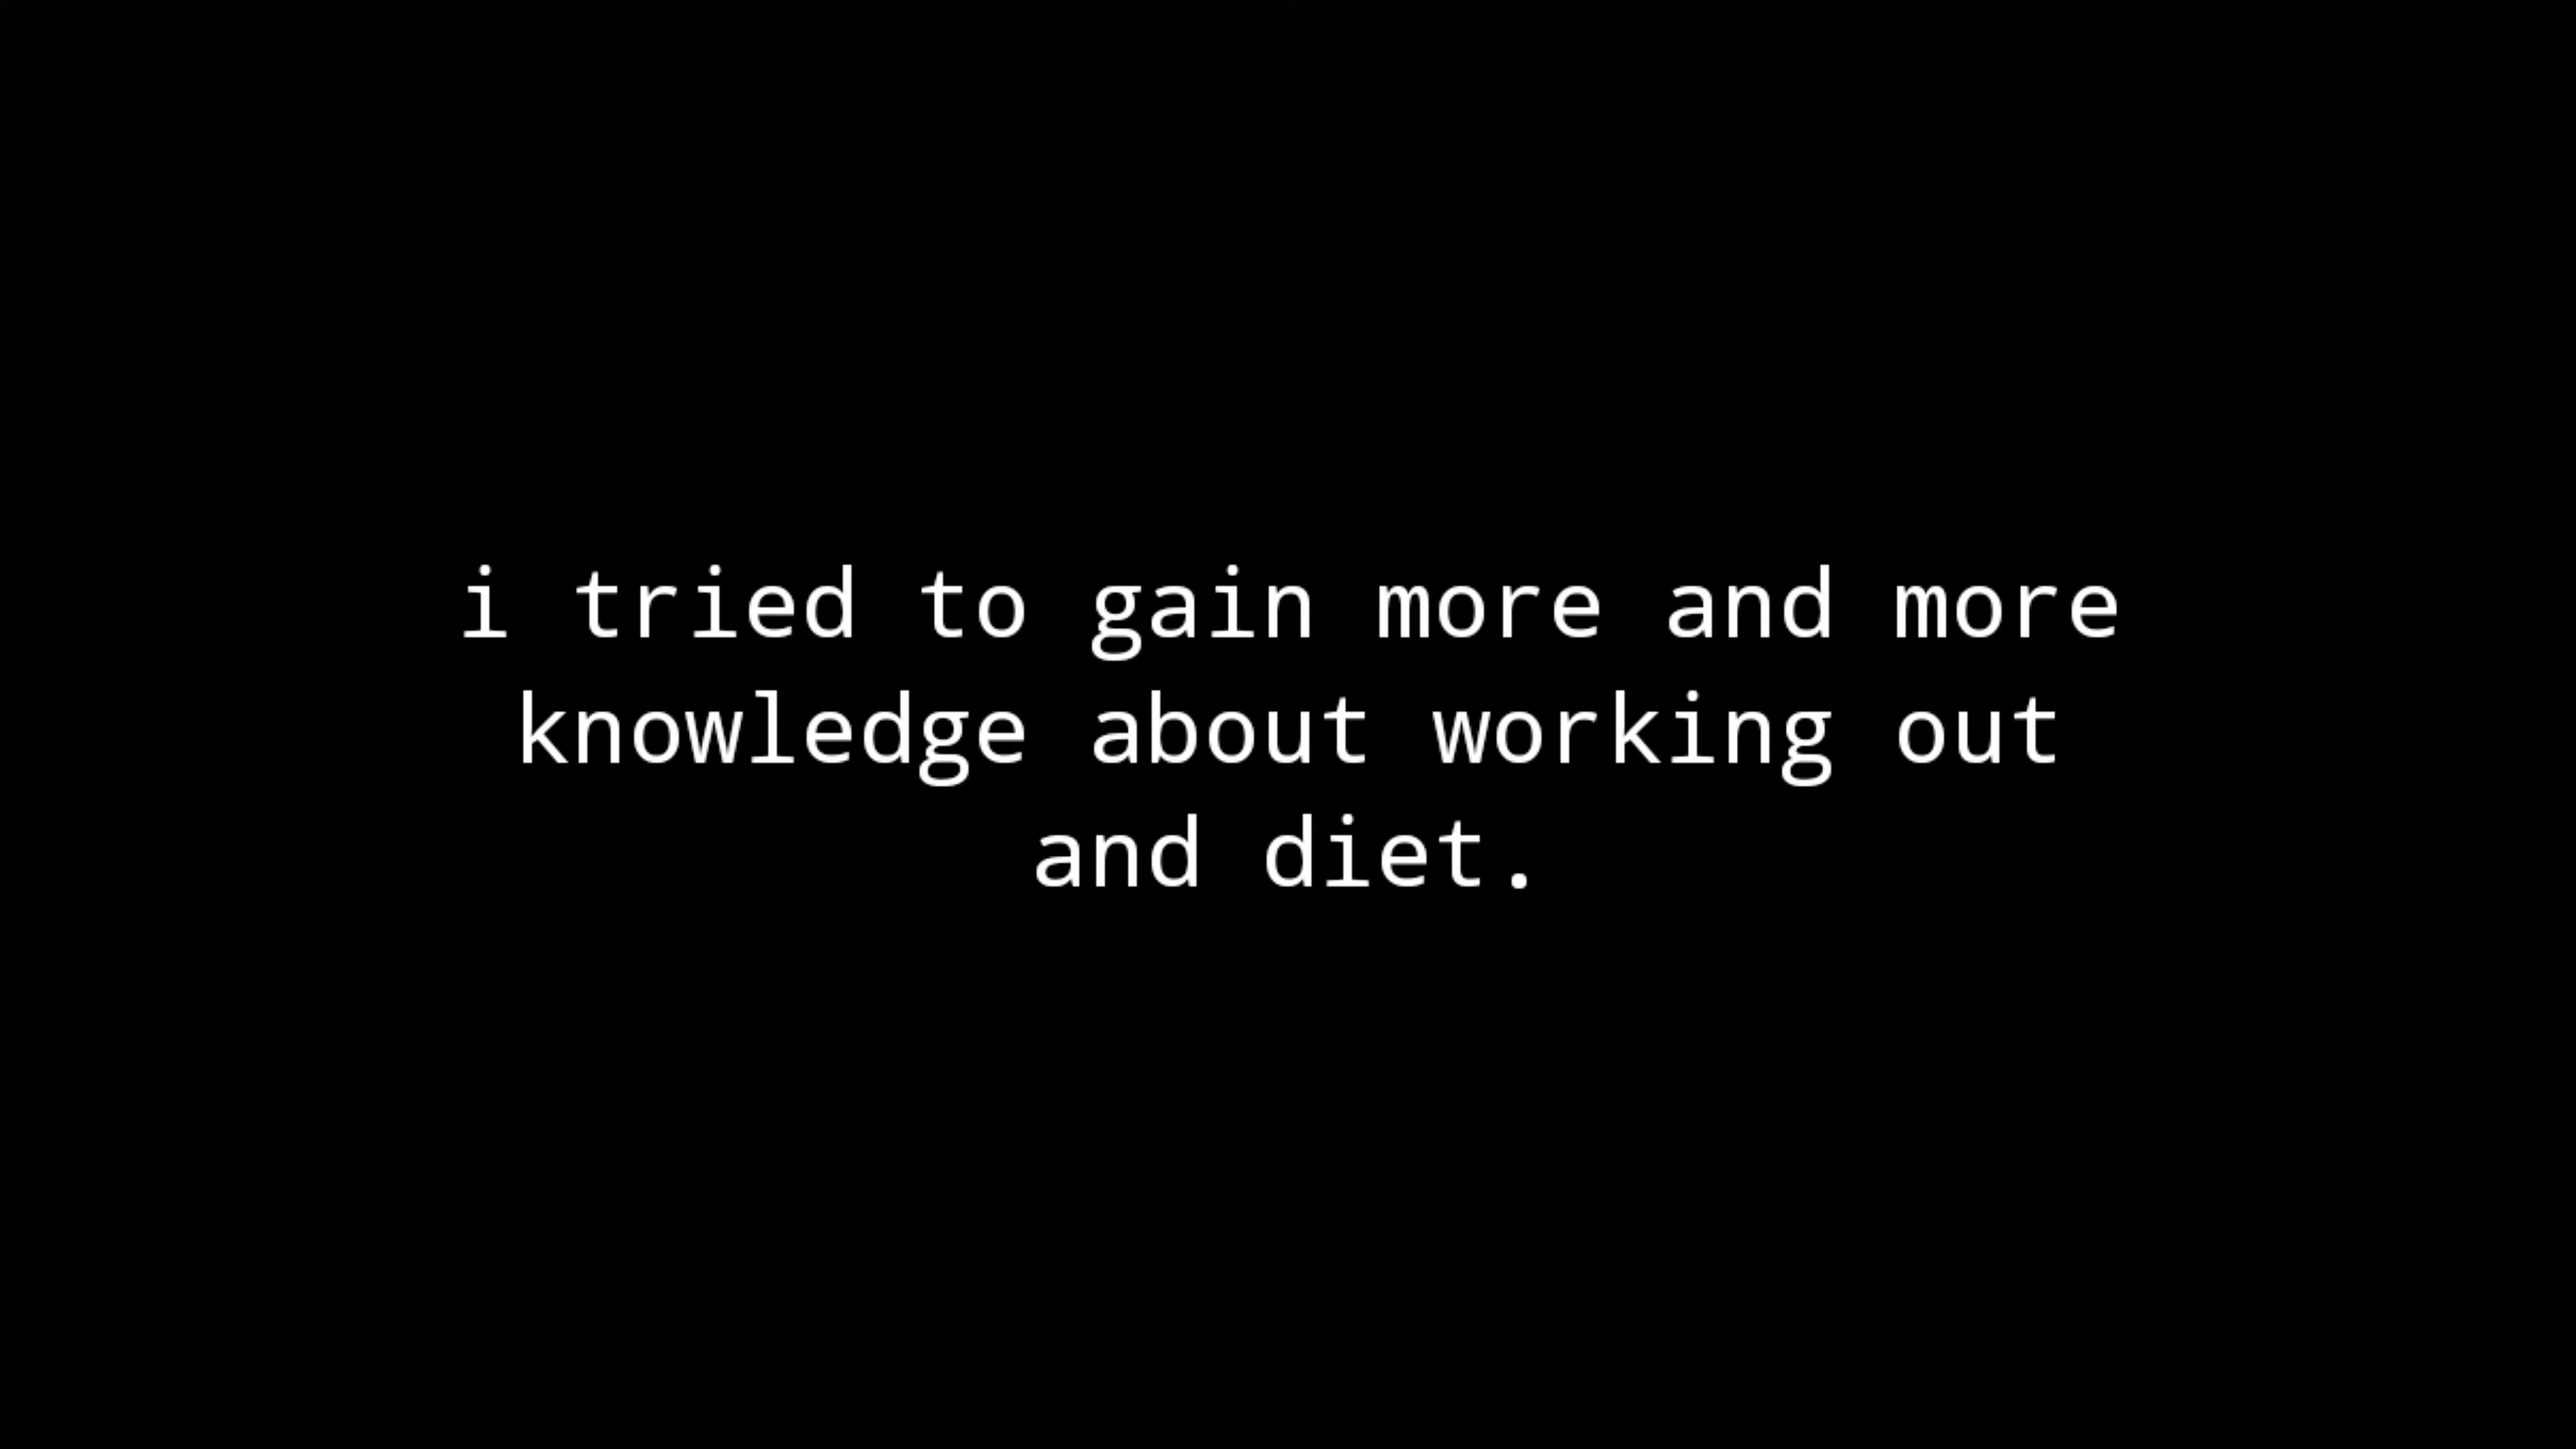 i tried to gain more and more
knowledge about working out
and diet.